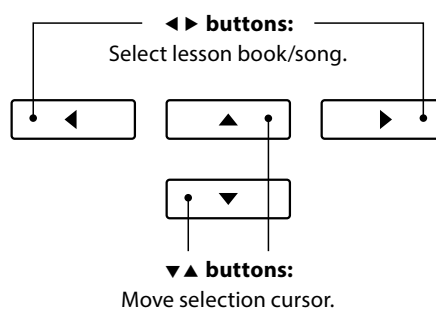 ◀ ▶ buttons:
Select lesson book/song.
◀
▲
▶
▼
▼▲ buttons:
Move selection cursor.